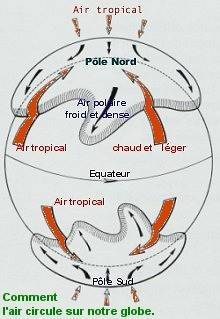 Air tropical
Pôle Nord
Air polaire
froid et dense
Air tropical chaud et léger
Equateur
Air tropical
Pôle Sud
Comment
l'air circule sur notre globe.